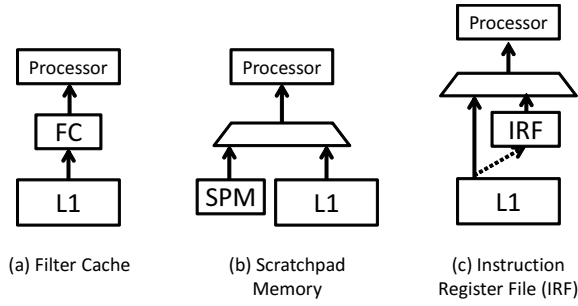 Processor
FC
L1
(a) Filter Cache
Processor
SPM
L1
(b) Scratchpad
Memory
Processor
IRF
L1
(c) Instruction
Register File (IRF)